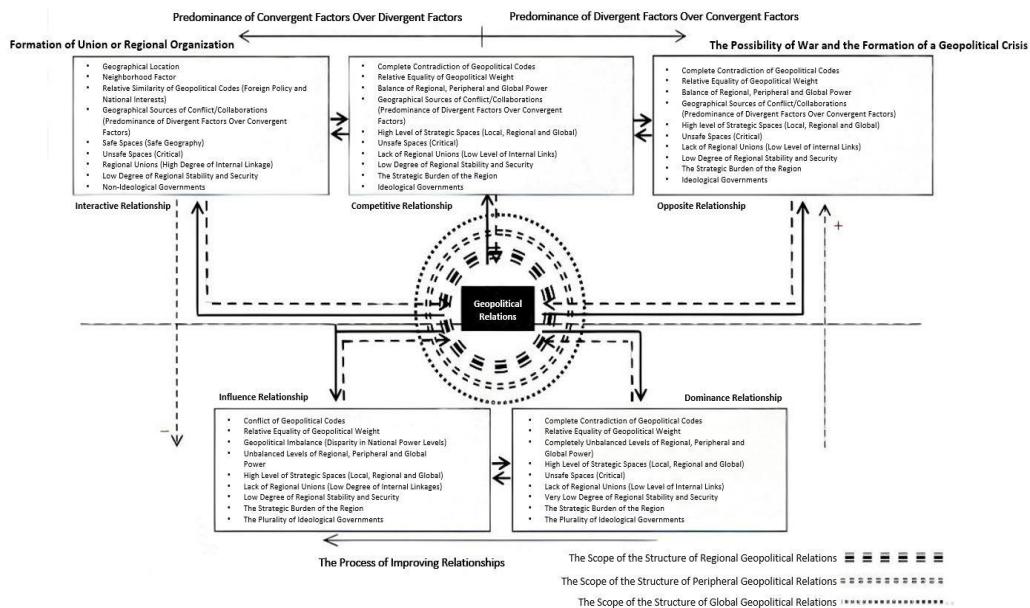 Predominance of Convergent Factors Over Divergent Factors
Predominance of Divergent Factors Over Convergent Factors
Formation of Union or Regional Organization
The Possibility of War and the Formation of a Geopolitical Crisis
• Geographical Location
• Neighborhood Factor
• Relative Similarity of Geopolitical Codes (Foreign Policy and
National Interests)
• Geographical Sources of Conflict/Collaborations
(Predominance of Divergent Factors Over Convergent
Factors)
• Safe Spaces (Safe Geography)
• Unsafe Spaces (Critical)
• Regional Unions (High Degree of Internal Linkage)
• Low Degree of Regional Stability and Security
• Non-Ideological Governments
Interactive Relationship
• Complete Contradiction of Geopolitical Codes
• Relative Equality of Geopolitical Weight
• Balance of Regional, Peripheral and Global Power
• Geographical Sources of Conflict/Collaborations
(Predominance of Divergent Factors Over Convergent
Factors)
• High Level of Strategic Spaces (Local, Regional and Global)
• Unsafe Spaces (Critical)
• Lack of Regional Unions (Low Level of Internal Links)
• Low Degree of Regional Stability and Security
• The Strategic Burden of the Region
• Ideological Governments
Competitive Relationship
• Complete Contradiction of Geopolitical Codes
• Relative Equality of Geopolitical Weight
• Balance of Regional, Peripheral and Global Power
• Geographical Sources of Conflict/Collaborations
(Predominance of Divergent Factors Over Convergent Factors)
• High level of Strategic Spaces (Local, Regional and Global)
• Unsafe Spaces (Critical)
• Lack of Regional Unions (Low Level of internal Links)
• Low Degree of Regional Stability and Security
• The Strategic Burden of the Region
• Ideological Governments
Opposite Relationship
+
Geopolitical
Relations
−
Influence Relationship
• Conflict of Geopolitical Codes
• Relative Equality of Geopolitical Weight
• Geopolitical Imbalance (Disparity in National Power Levels)
• Unbalanced Levels of Regional, Peripheral and Global
Power
• High Level of Strategic Spaces (Local, Regional and Global)
• Lack of Regional Unions (Low Degree of Internal Linkages)
• Low Degree of Regional Stability and Security
• The Strategic Burden of the Region
• The Plurality of Ideological Governments
Dominance Relationship
• Complete Contradiction of Geopolitical Codes
• Relative Equality of Geopolitical Weight
• Completely Unbalanced Levels of Regional, Peripheral and
Global Power)
• High Level of Strategic Spaces (Local, Regional and Global)
• Unsafe Spaces (Critical)
• Lack of Regional Unions (Low Level of Internal Links)
• Very Low Degree of Regional Stability and Security
• The Strategic Burden of the Region
• The Plurality of Ideological Governments
The Process of Improving Relationships
The Scope of the Structure of Regional Geopolitical Relations
The Scope of the Structure of Peripheral Geopolitical Relations
The Scope of the Structure of Global Geopolitical Relations